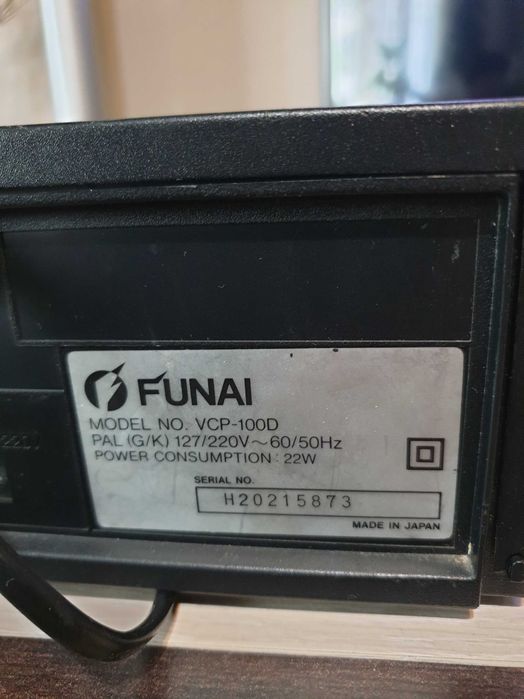 FUNAI
MODEL NO. VCP-100D
PAL (G/K) 127/220V~60/50Hz
POWER CONSUMPTION : 22W
SERIAL NO.
H20215873
MADE IN JAPAN